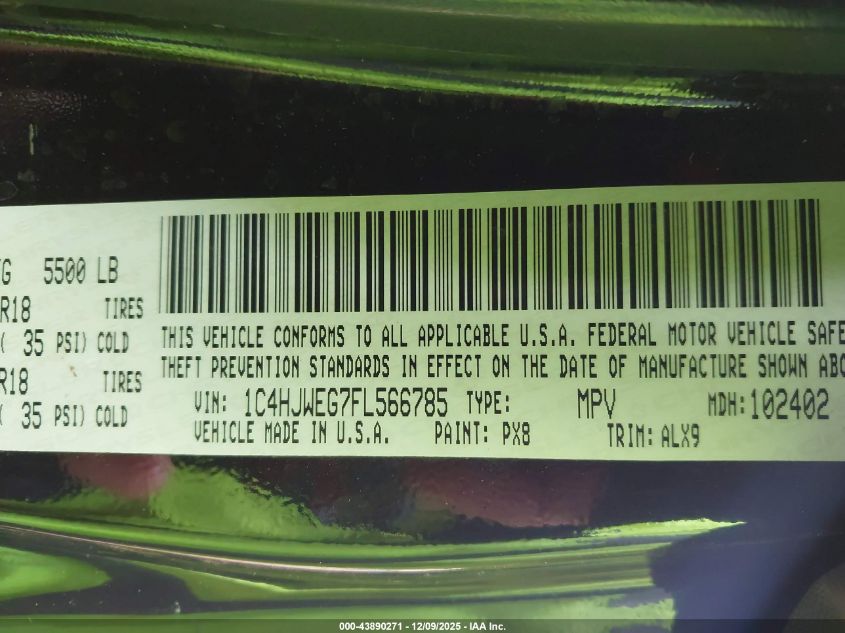 5500 LB
R18 TIRES
( 35 PSI) COLD
R18 TIRES
( 35 PSI) COLD
THIS VEHICLE CONFORMS TO ALL APPLICABLE U.S.A. FEDERAL MOTOR VEHICLE SAFE
THEFT PREVENTION STANDARDS IN EFFECT ON THE DATE OF MANUFACTURE SHOWN ABO
VIN: 1C4HJWEG7FL566785 TYPE: MPV MDH:102402
VEHICLE MADE IN U.S.A. PAINT: PX8 TRIM:ALX9
000-43890271 - 12/09/2025 - IAA Inc.